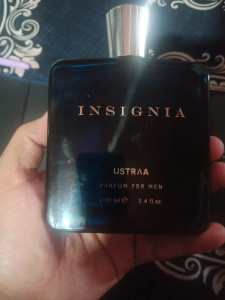 INSIGNIA
USTRAA
PARFUM FOR MEN
100 ml ℮ 3.4 fl oz.